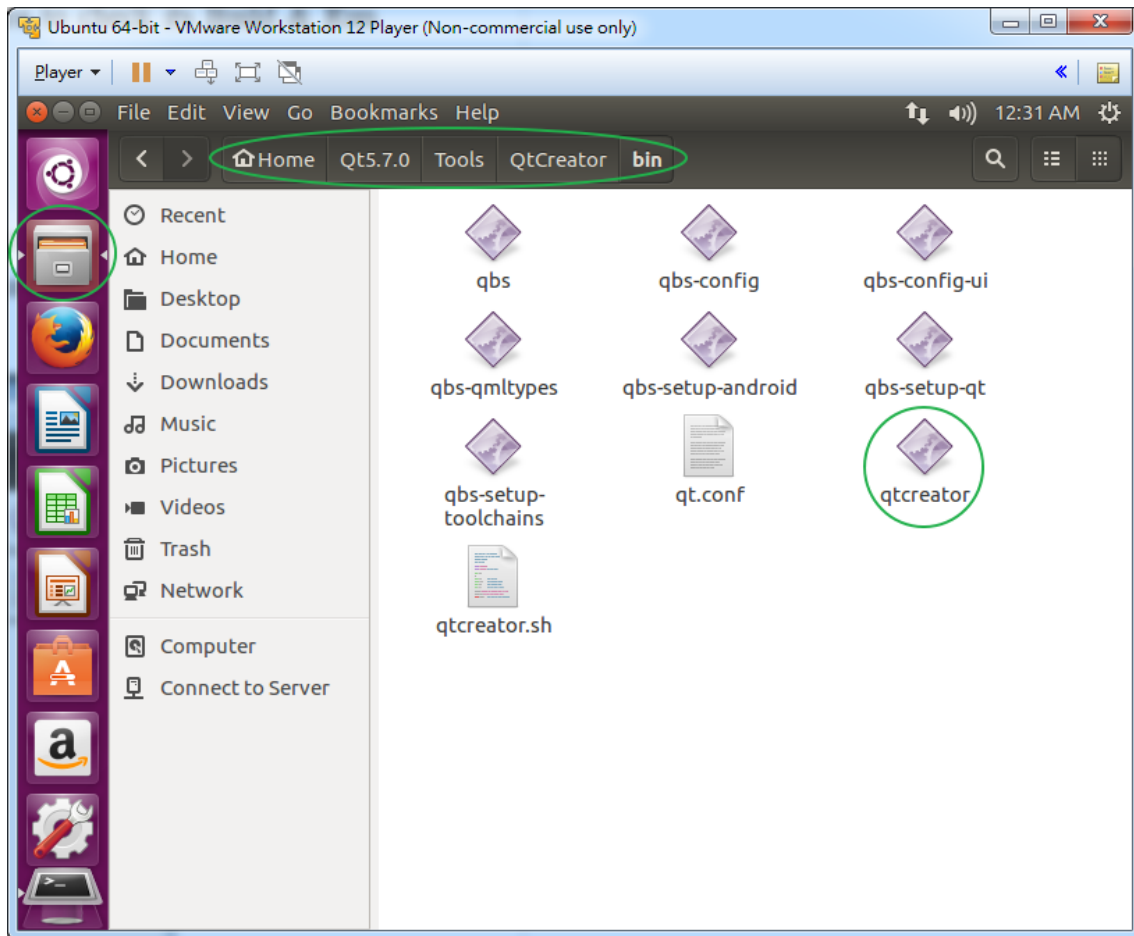 Ubuntu 64-bit - VMware Workstation 12 Player (Non-commercial use only)
Player
File Edit View Go Bookmarks Help 12:31 AM
Home Qt5.7.0 Tools QtCreator bin
Recent
Home
Desktop
Documents
Downloads
Music
Pictures
Videos
Trash
Network
Computer
Connect to Server
qbs
qbs-config
qbs-config-ui
qbs-qmltypes
qbs-setup-android
qbs-setup-qt
qbs-setup-
toolchains
qt.conf
qtcreator
qtcreator.sh